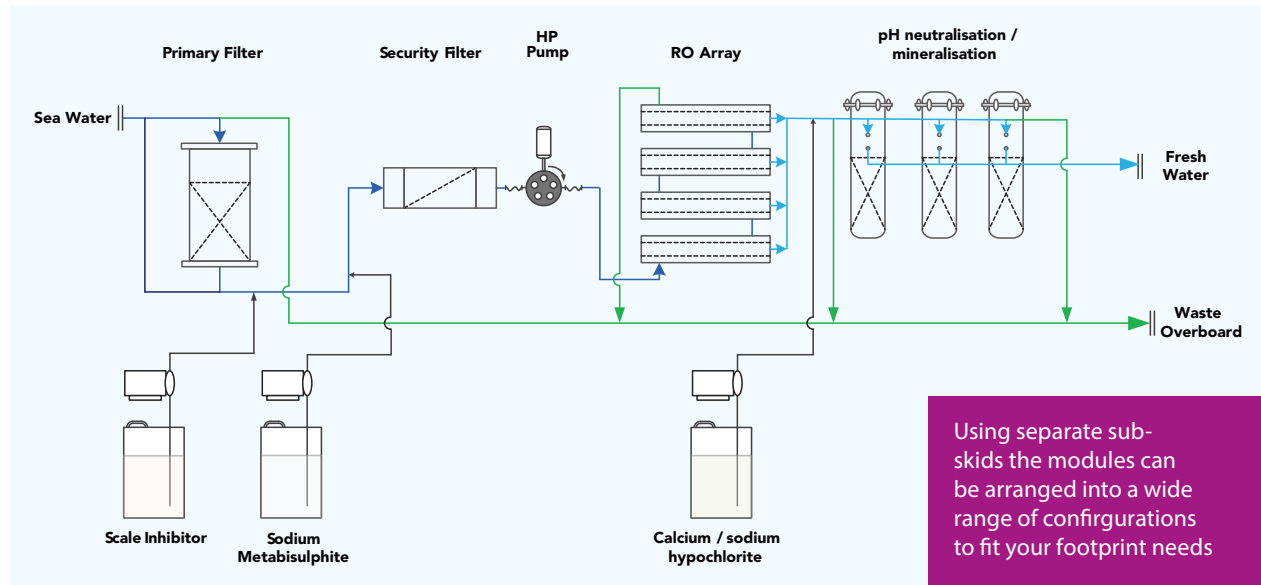 Primary Filter
Security Filter
HP
Pump
RO Array
pH neutralisation /
mineralisation
Sea Water
Fresh
Water
Waste
Overboard
Scale Inhibitor
Sodium
Metabisulphite
Calcium / sodium
hypochlorite
Using separate sub-
skids the modules can
be arranged into a wide
range of confirgurations
to fit your footprint needs